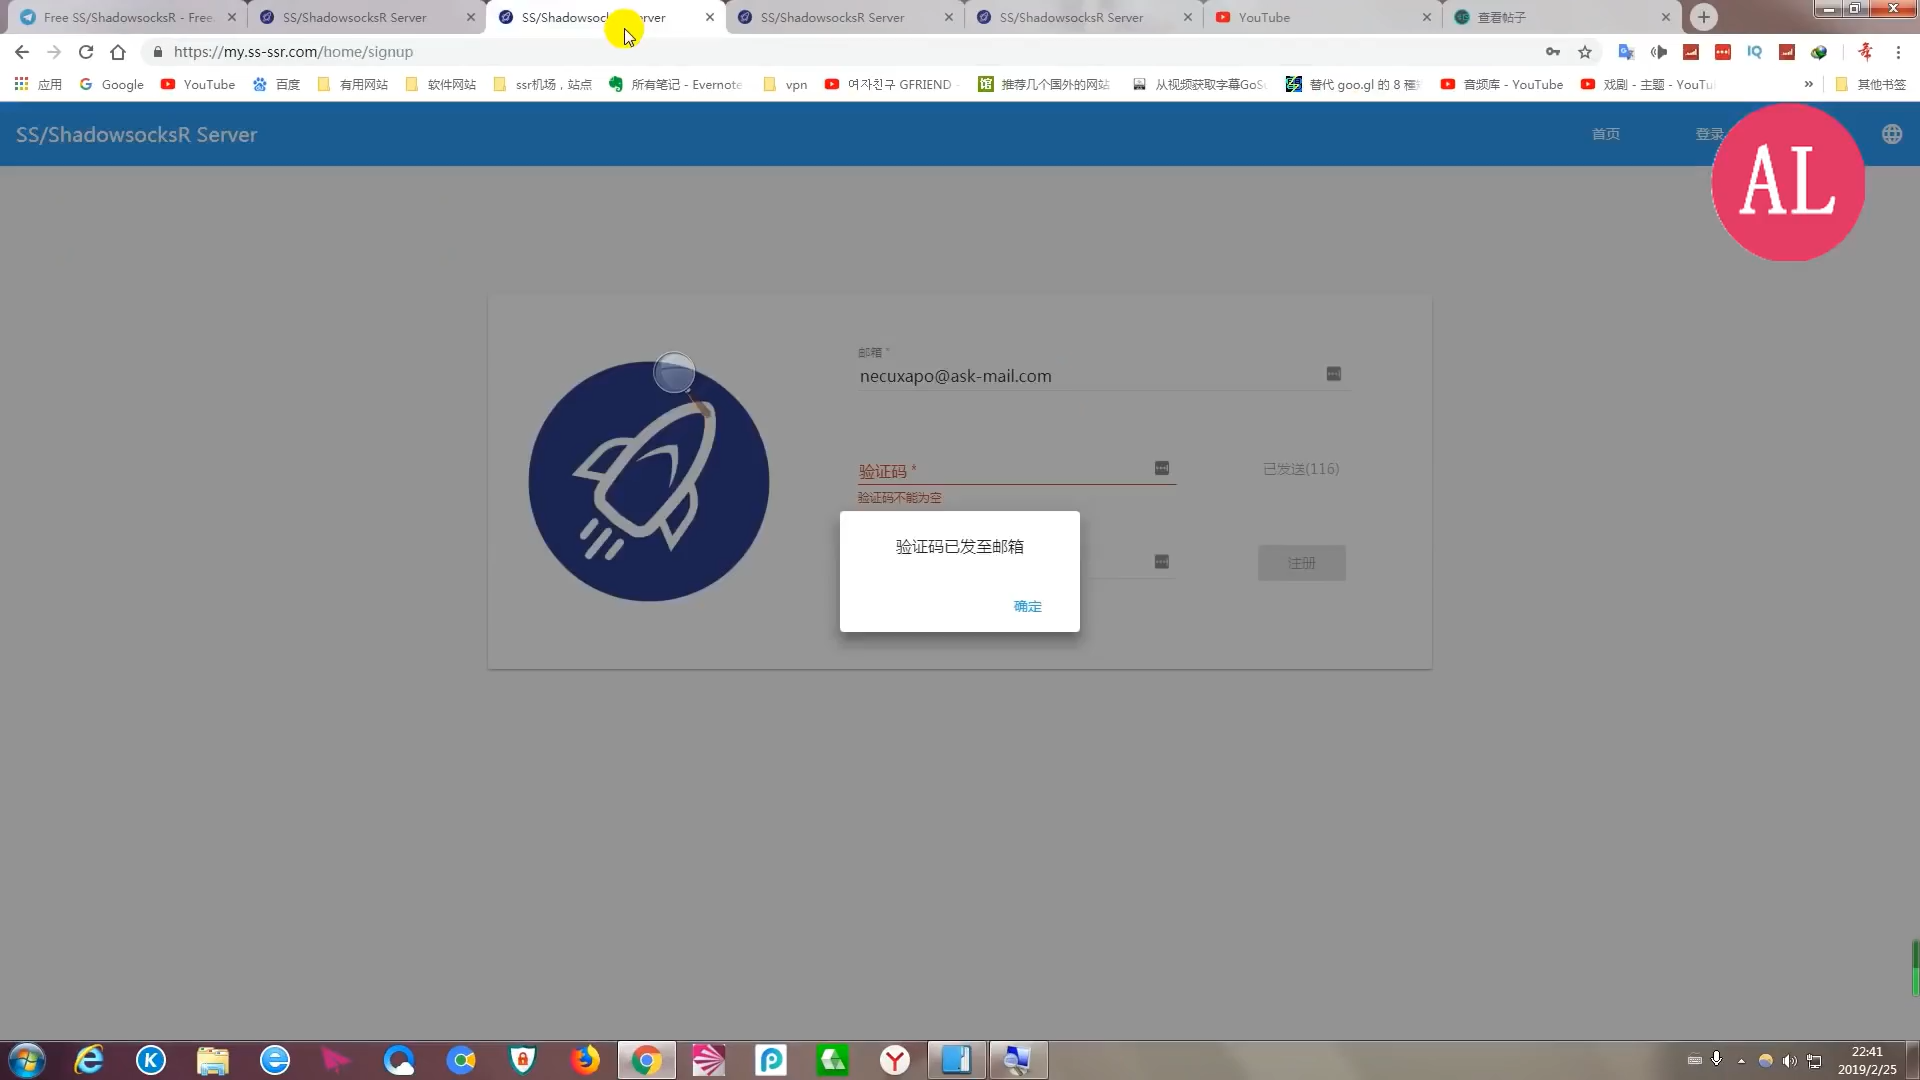 Free SS/ShadowsocksR - Free
SS/ShadowsocksR Server
SS/Shadowsocks erver
SS/ShadowsocksR Server
SS/ShadowsocksR Server
YouTube
查看帖子
https://my.ss-ssr.com/home/signup
应用
Google
YouTube
百度
有用网站
软件网站
ssr机场，站点
所有笔记 - Evernote
vpn
여자친구 GFRIEND -
推荐几个国外的网站
从视频获取字幕GoSu
替代 goo.gl 的 8 種
音频库 - YouTube
戏剧 - 主题 - YouTu
»
其他书签
SS/ShadowsocksR Server
首页
登录
AL
邮箱 *
necuxapo@ask-mail.com
验证码 *
已发送(116)
验证码不能为空
验证码已发至邮箱
注册
确定
22:41
2019/2/25